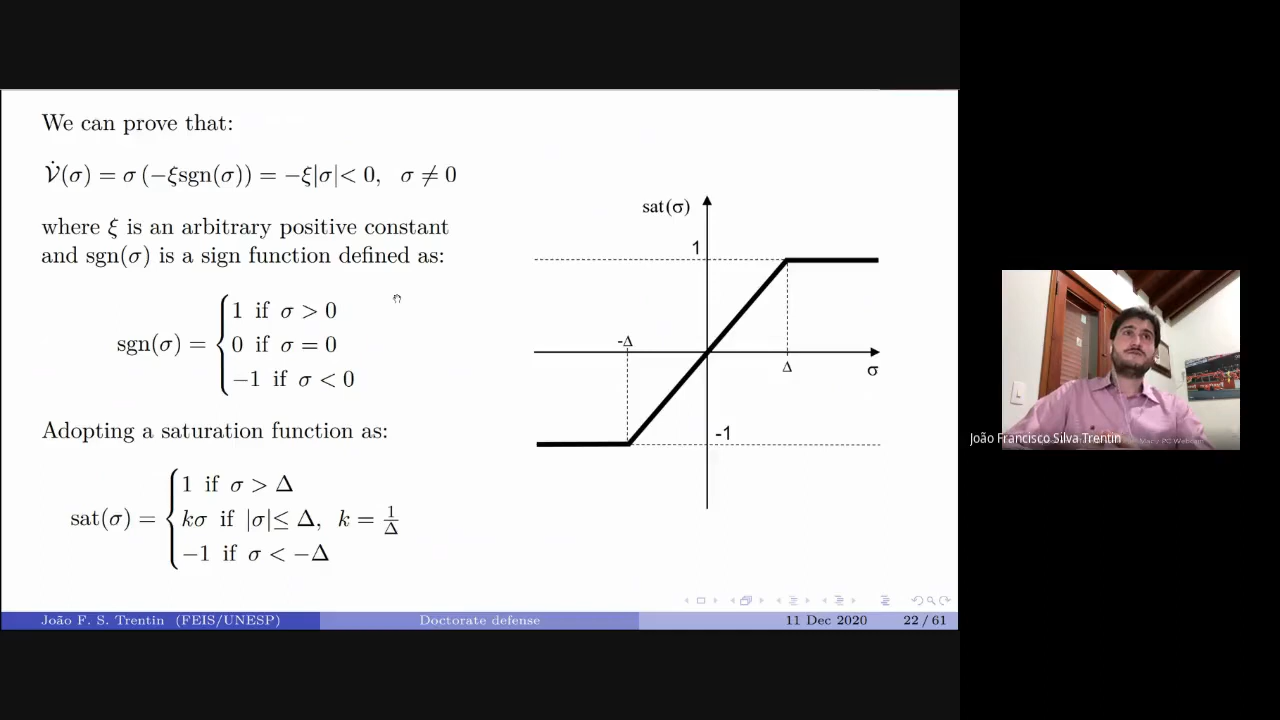 We can prove that:
V̇(σ) = σ (−ξsgn(σ)) = −ξ|σ|< 0, σ ≠ 0
where ξ is an arbitrary positive constant
and sgn(σ) is a sign function defined as:
sgn(σ) = { 1 if σ > 0
0 if σ = 0
−1 if σ < 0
Adopting a saturation function as:
sat(σ) = { 1 if σ > Δ
kσ if |σ|≤ Δ, k = 1/Δ
−1 if σ < −Δ
sat(σ)
1
-Δ
Δ
σ
-1
João F. S. Trentin (FEIS/UNESP) Doctorate defense 11 Dec 2020 22 / 61
João Francisco Silva Trentin
PC Webcam